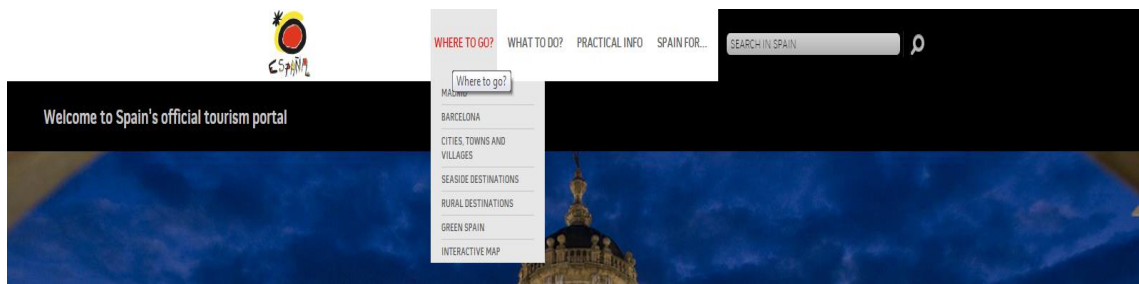 ESPAÑA
WHERE TO GO? WHAT TO DO? PRACTICAL INFO SPAIN FOR... SEARCH IN SPAIN
Where to go?
MADRID
Welcome to Spain's official tourism portal
BARCELONA
CITIES, TOWNS AND
VILLAGES
SEASIDE DESTINATIONS
RURAL DESTINATIONS
GREEN SPAIN
INTERACTIVE MAP